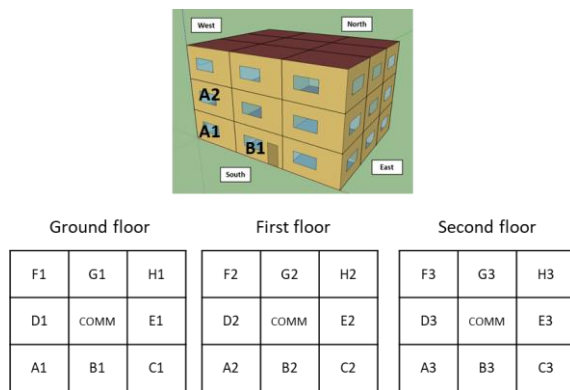 West
North
A2
A1
B1
South
East
Ground floor First floor Second floor
F1 G1 H1 F2 G2 H2 F3 G3 H3
D1 COMM E1 D2 COMM E2 D3 COMM E3
A1 B1 C1 A2 B2 C2 A3 B3 C3